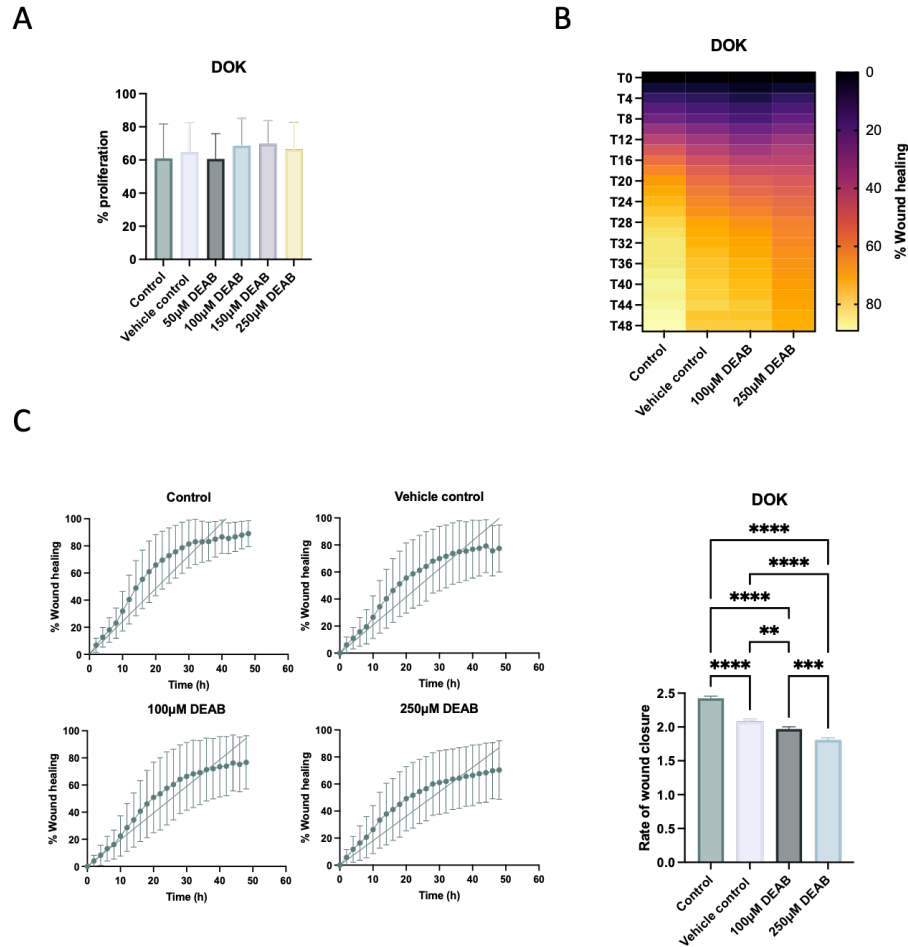 A
DOK
% proliferation
100
80
60
40
20
0
Control
Vehicle control
50μM DEAB
100μM DEAB
150μM DEAB
250μM DEAB
B
DOK
T0
T4
T8
T12
T16
T20
T24
T28
T32
T36
T40
T44
T48
Control
Vehicle control
100μM DEAB
250μM DEAB
0
20
40
60
80
% Wound healing
C
Control
% Wound healing
100
80
60
40
20
0
0 10 20 30 40 50 60
Time (h)
Vehicle control
% Wound healing
100
80
60
40
20
0
0 10 20 30 40 50 60
Time (h)
100μM DEAB
% Wound healing
100
80
60
40
20
0
0 10 20 30 40 50 60
Time (h)
250μM DEAB
% Wound healing
100
80
60
40
20
0
0 10 20 30 40 50 60
Time (h)
DOK
****
****
****
**
**** ***
Rate of wound closure
2.5
2.0
1.5
1.0
0.5
0.0
Control
Vehicle control
100μM DEAB
250μM DEAB